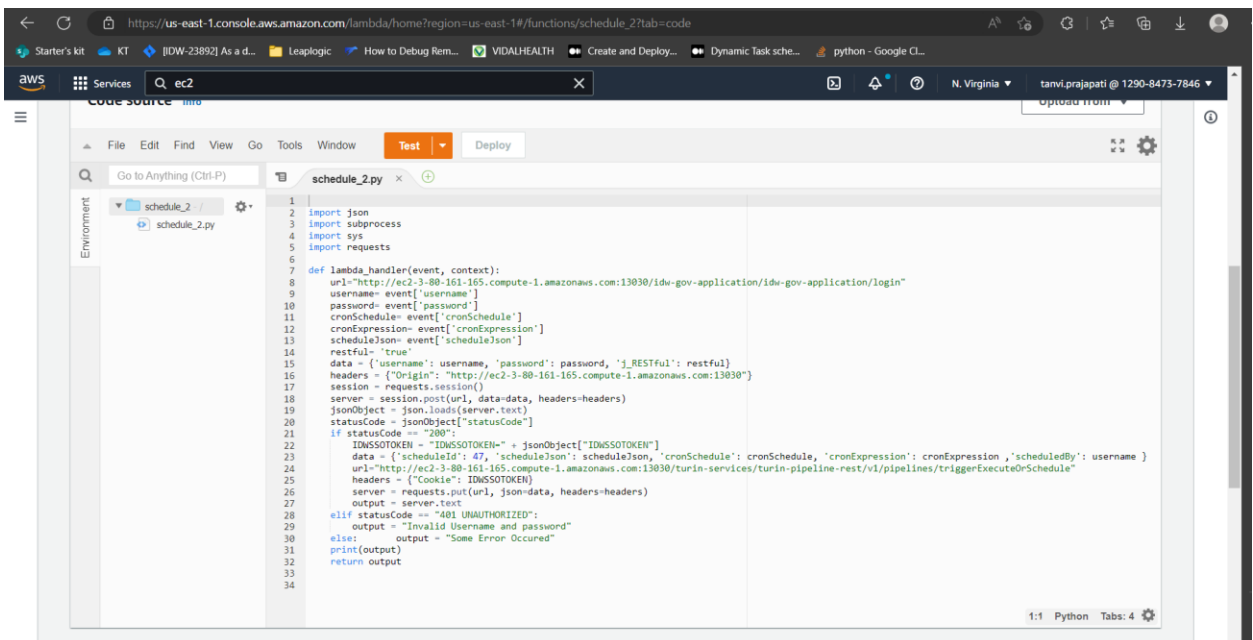 https://us-east-1.console.aws.amazon.com/lambda/home?region=us-east-1#/functions/schedule_2?tab=code
Starter's kit KT [IDW-23892] As a d... Leaplogic How to Debug Rem... VIDALHEALTH Create and Deploy... Dynamic Task sche... python - Google Cl...
aws Services ec2 N. Virginia tanvi.prajapati @ 1290-8473-7846
Code source Info Upload from
File Edit Find View Go Tools Window Test Deploy
Go to Anything (Ctrl-P) schedule_2.py
Environment
schedule_2 - /
schedule_2.py
1
2 import json
3 import subprocess
4 import sys
5 import requests
6
7 def lambda_handler(event, context):
8 url="http://ec2-3-80-161-165.compute-1.amazonaws.com:13030/idw-gov-application/idw-gov-application/login"
9 username= event['username']
10 password= event['password']
11 cronSchedule= event['cronSchedule']
12 cronExpression= event['cronExpression']
13 scheduleJson= event['scheduleJson']
14 restful= 'true'
15 data = {'username': username, 'password': password, 'j_RESTful': restful}
16 headers = {"Origin": "http://ec2-3-80-161-165.compute-1.amazonaws.com:13030"}
17 session = requests.session()
18 server = session.post(url, data=data, headers=headers)
19 jsonObject = json.loads(server.text)
20 statusCode = jsonObject["statusCode"]
21 if statusCode == "200":
22 IDWSSOTOKEN = "IDWSSOTOKEN=" + jsonObject["IDWSSOTOKEN"]
23 data = {'scheduleId': 47, 'scheduleJson': scheduleJson, 'cronSchedule': cronSchedule, 'cronExpression': cronExpression ,'scheduledBy': username }
24 url="http://ec2-3-80-161-165.compute-1.amazonaws.com:13030/turin-services/turin-pipeline-rest/v1/pipelines/triggerExecuteOrSchedule"
25 headers = {"Cookie": IDWSSOTOKEN}
26 server = requests.put(url, json=data, headers=headers)
27 output = server.text
28 elif statusCode == "401 UNAUTHORIZED":
29 output = "Invalid Username and password"
30 else: output = "Some Error Occured"
31 print(output)
32 return output
33
34
1:1 Python Tabs: 4